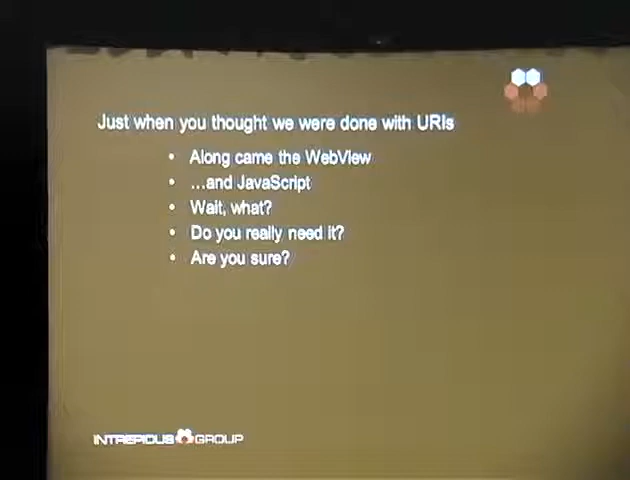 Just when you thought we were done with URIs
• Along came the WebView
• ...and JavaScript
• Wait, what?
• Do you really need it?
• Are you sure?
INTREPIDUS GROUP